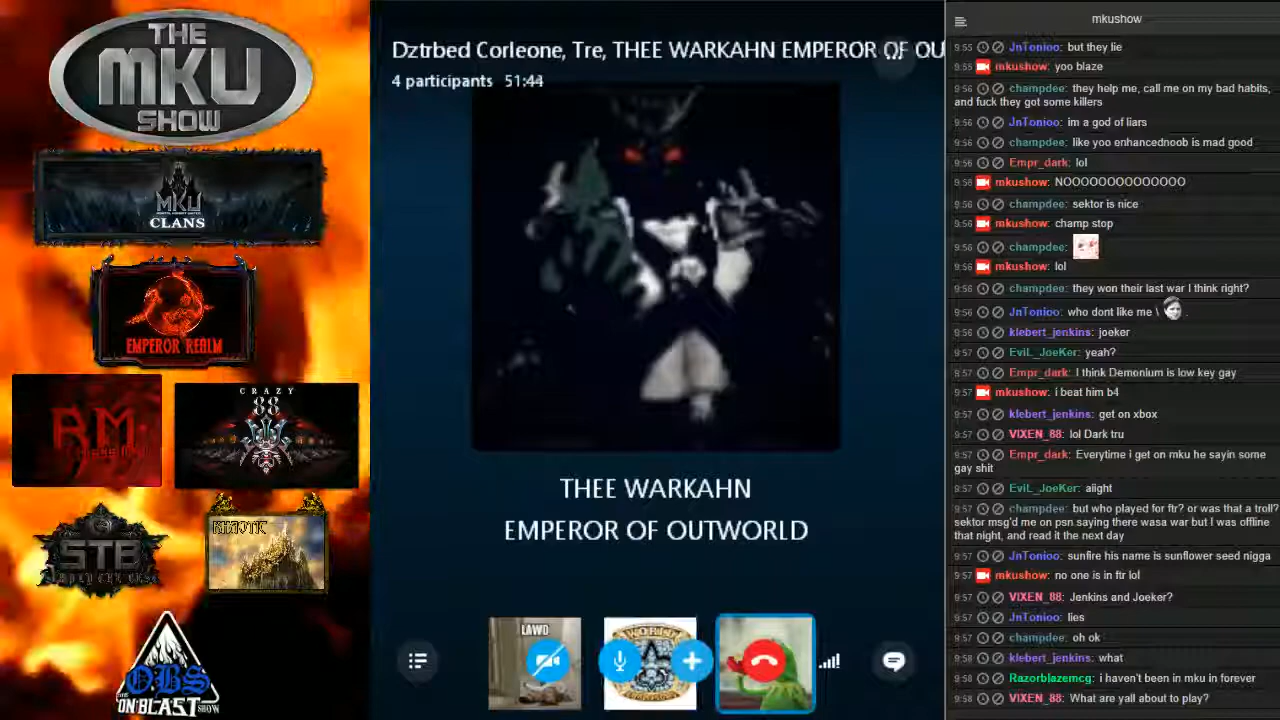 THE
MKU
SHOW
MKU
CLANS
EMPEROR REALM
RM
CRAZY
88
STB
KHAOTIC
OBS
ON BLAST SHOW
Dztrbed Corleone, Tre, THEE WARKAHN EMPEROR OF OU
4 participants 51:44
THEE WARKAHN
EMPEROR OF OUTWORLD
LAWD
WORLD
mkushow
9:55 JnTonioo: but they lie
9:55 mkushow: yoo blaze
9:56 champdee: they help me, call me on my bad habits,
and fuck they got some killers
9:56 JnTonioo: im a god of liars
9:56 champdee: like you enhancednoob is mad good
9:56 Empr_dark: lol
9:56 mkushow: NOOOOOOOOOOOOOO
9:56 champdee: sektor is nice
9:56 mkushow: champ stop
9:56 champdee:
9:56 mkushow: lol
9:56 champdee: they won their last war I think right?
9:56 JnTonioo: who dont like me \
9:56 klebert_jenkins: joeker
9:57 EviL_JoeKer: yeah?
9:57 Empr_dark: I think Demonium is low key gay
9:57 mkushow: i beat him b4
9:57 klebert_jenkins: get on xbox
9:57 VIXEN_88: lol Dark tru
9:57 Empr_dark: Everytime i get on mku he sayin some
gay shit
9:57 EviL_JoeKer: aiight
9:57 champdee: but who played for ftr? or was that a troll?
sektor msg'd me on psn saying there wasa war but I was offline
that night, and read it the next day
9:57 JnTonioo: sunfire his name is sunflower seed nigga
9:57 mkushow: no one is in ftr lol
9:57 VIXEN_88: Jenkins and Joeker?
9:57 JnTonioo: lies
9:58 champdee: oh ok
9:58 klebert_jenkins: what
9:58 Razorblazemcg: i haven't been in mku in forever
9:58 VIXEN_88: What are yall about to play?